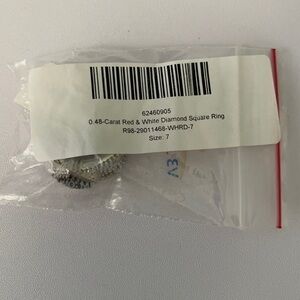 62460905
0.48-Carat Red & White Diamond Square Ring
R98-29011468-WHRD-7
Size: 7